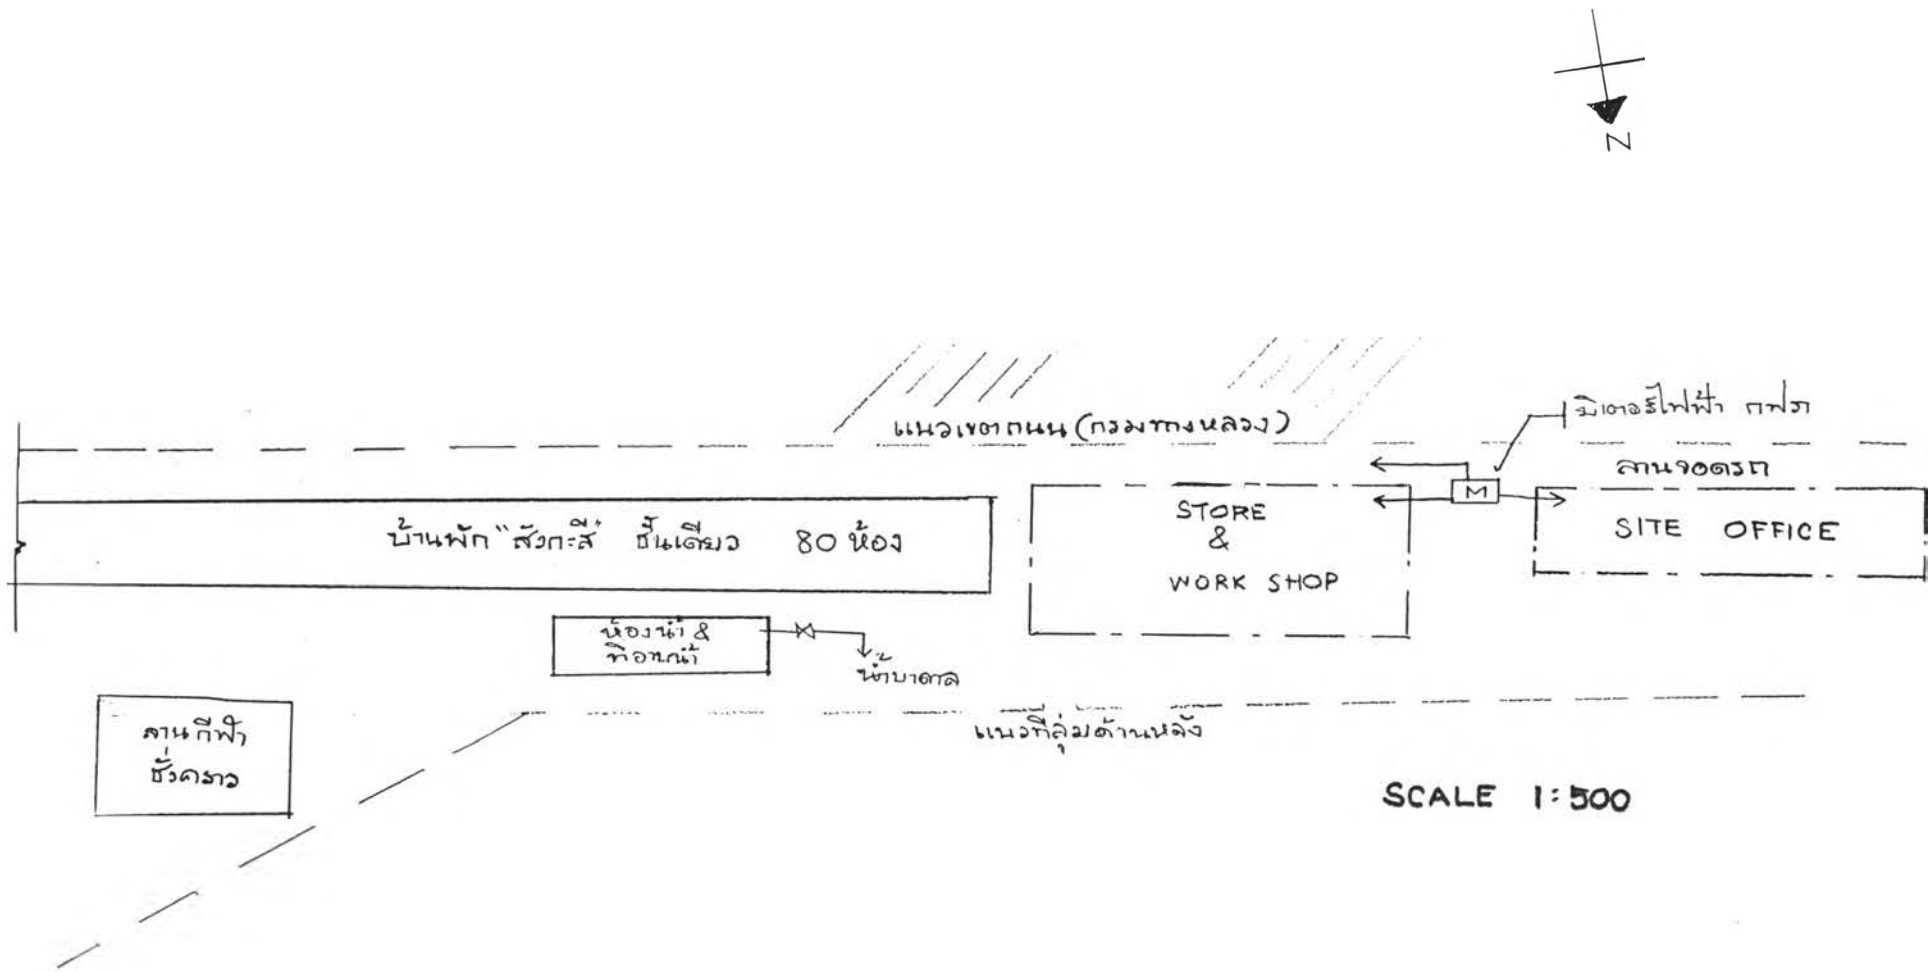 N
แนวเขตถนน (กรมทางหลวง)
มิเตอร์ไฟฟ้า กฟภ
ลานจอดรถ
M
บ้านพัก "สังกะสี" ชั้นเดียว 80 ห้อง
STORE
&
WORK SHOP
SITE OFFICE
ห้องน้ำ &
ที่อาบน้ำ
น้ำบาดาล
แนวที่ลุ่มด้านหลัง
ลานกีฬา
ชั่วคราว
SCALE 1:500